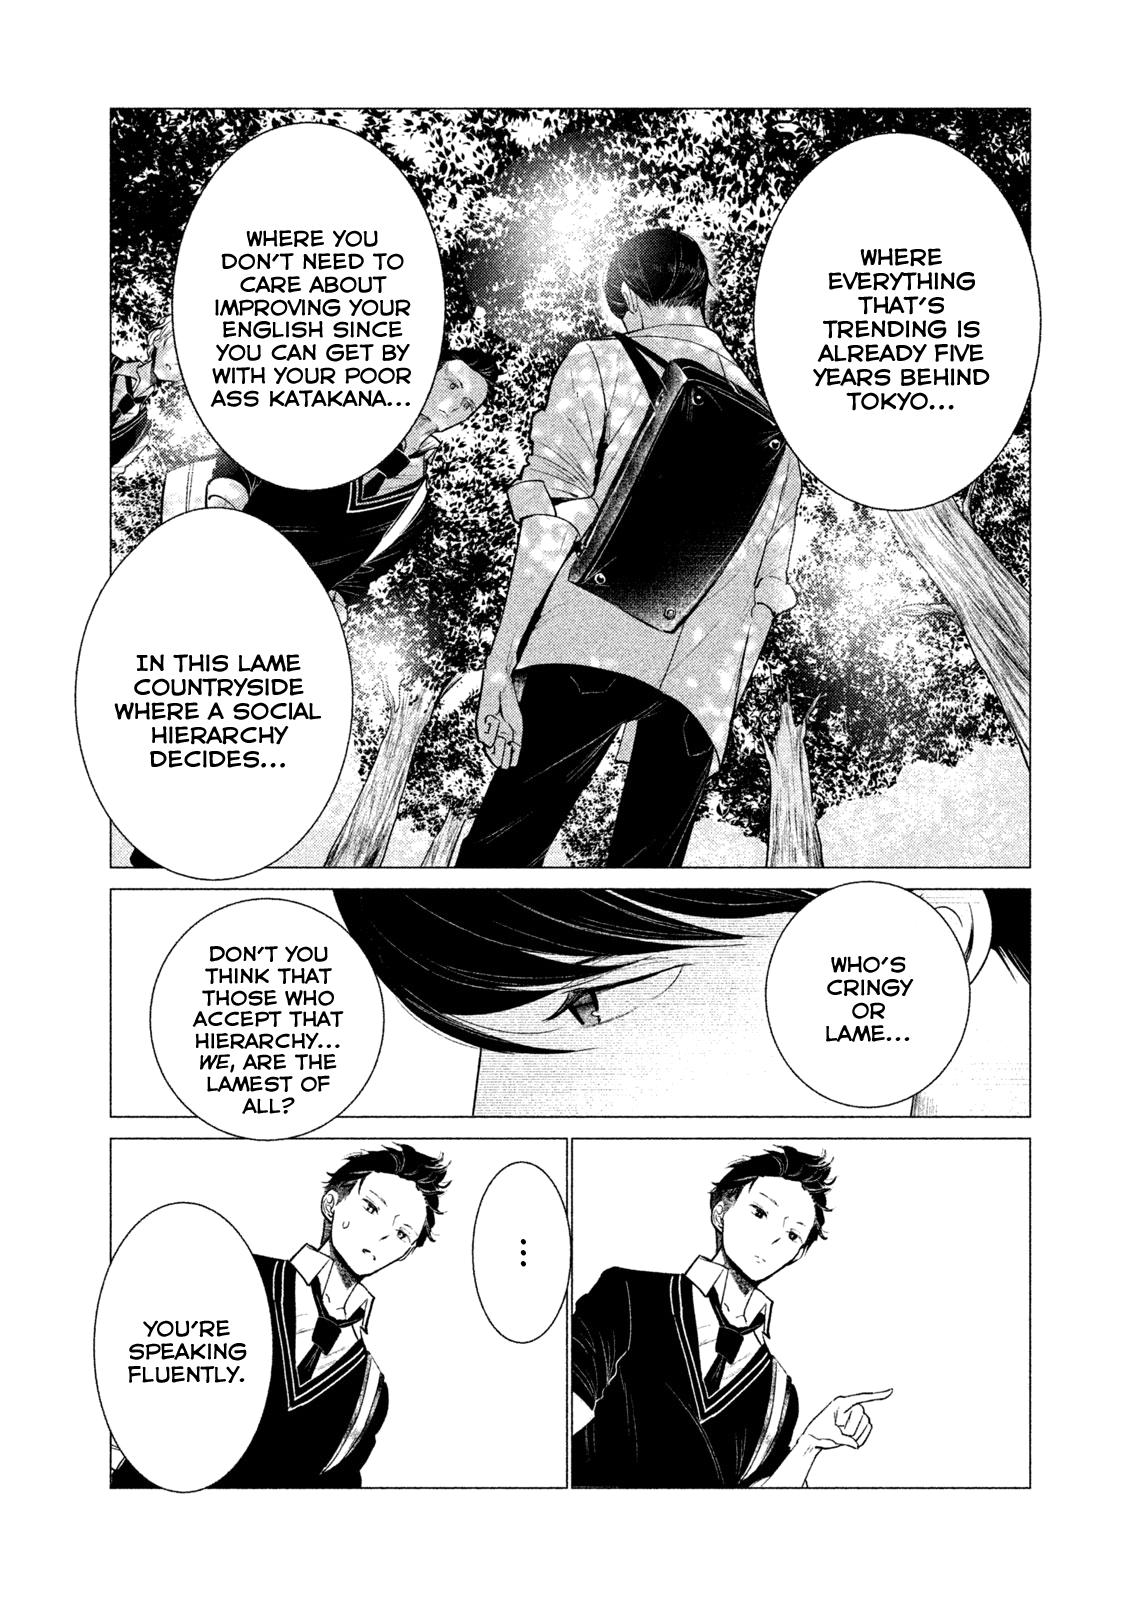 WHERE
EVERYTHING
THAT'S
TRENDING IS
ALREADY FIVE
YEARS BEHIND
TOKYO...
WHERE YOU
DON'T NEED TO
CARE ABOUT
IMPROVING YOUR
ENGLISH SINCE
YOU CAN GET BY
WITH YOUR POOR
ASS KATAKANA...
IN THIS LAME
COUNTRYSIDE
WHERE A SOCIAL
HIERARCHY
DECIDES...
WHO'S
CRINGY
OR
LAME...
DON'T YOU
THINK THAT
THOSE WHO
ACCEPT THAT
HIERARCHY...
WE, ARE THE
LAMEST OF
ALL?
...
YOU'RE
SPEAKING
FLUENTLY.